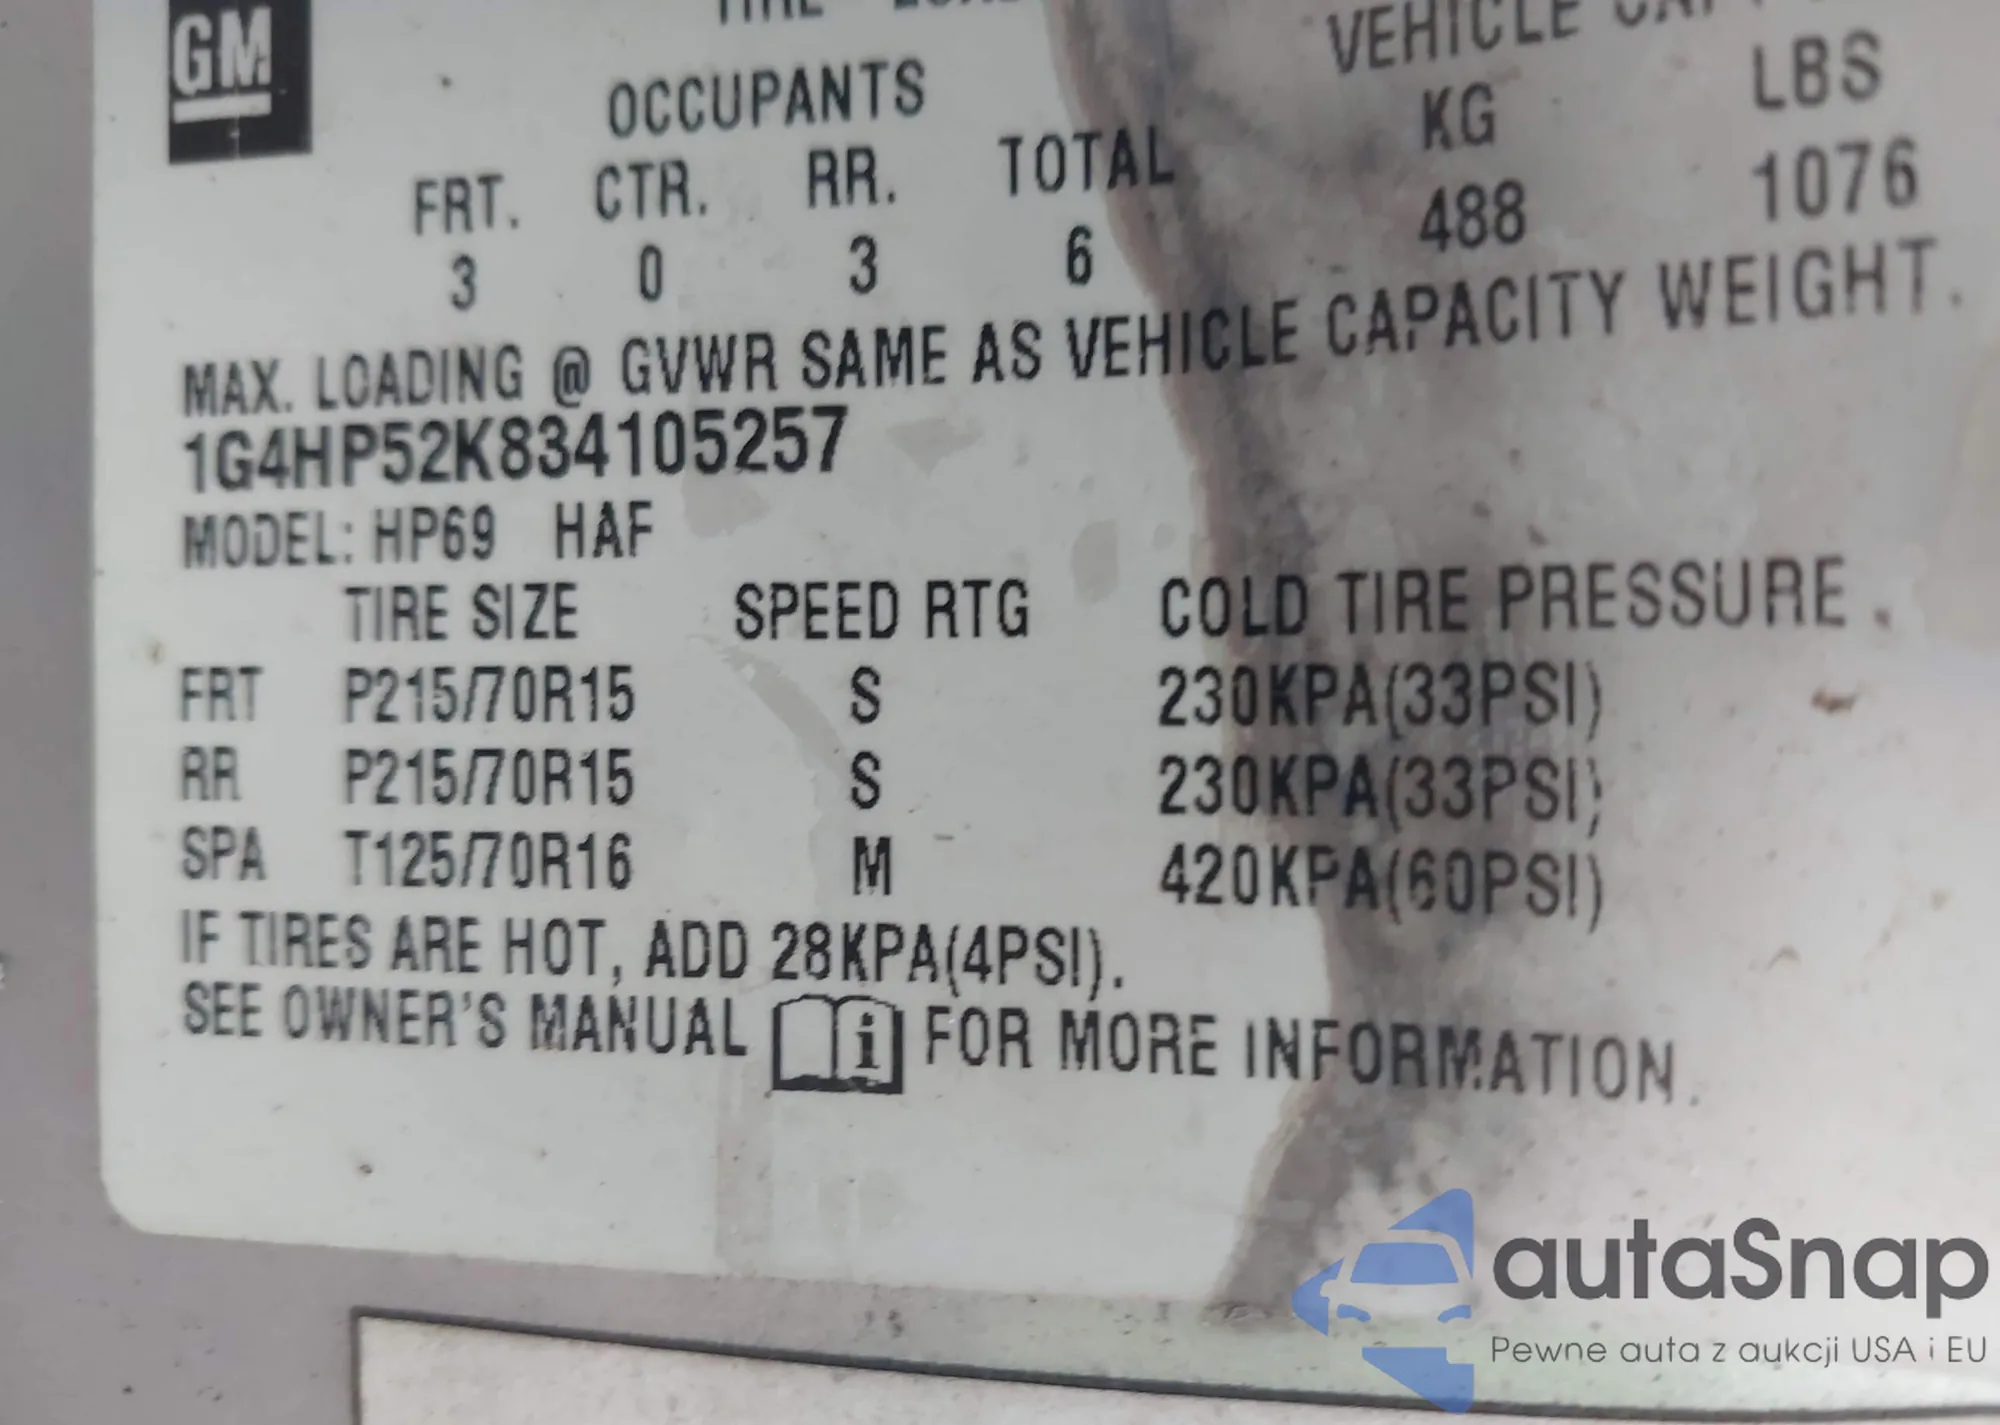 GM
OCCUPANTS
VEHICLE
KG LBS
FRT. CTR. RR. TOTAL
3 0 3 6 488 1076
MAX. LOADING @ GVWR SAME AS VEHICLE CAPACITY WEIGHT.
1G4HP52K834105257
MODEL: HP69 HAF
TIRE SIZE SPEED RTG COLD TIRE PRESSURE
FRT P215/70R15 S 230KPA(33PSI)
RR P215/70R15 S 230KPA(33PSI)
SPA T125/70R16 M 420KPA(60PSI)
IF TIRES ARE HOT, ADD 28KPA(4PSI).
SEE OWNER'S MANUAL i FOR MORE INFORMATION.
autaSnap
Pewne auta z aukcji USA i EU